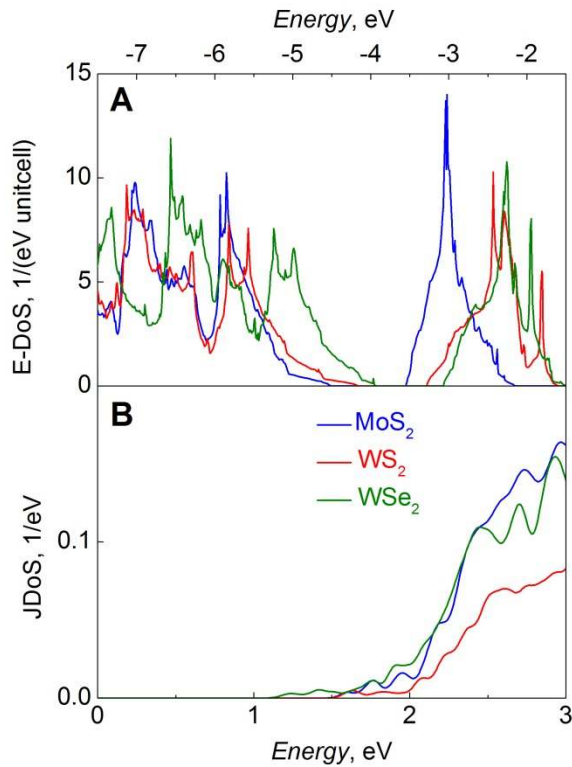 Energy, eV
-7 -6 -5 -4 -3 -2
A
15
10
5
0
E-DoS, 1/(eV unitcell)
B
MoS₂
WS₂
WSe₂
0.1
0.0
JDoS, 1/eV
0 1 2 3
Energy, eV